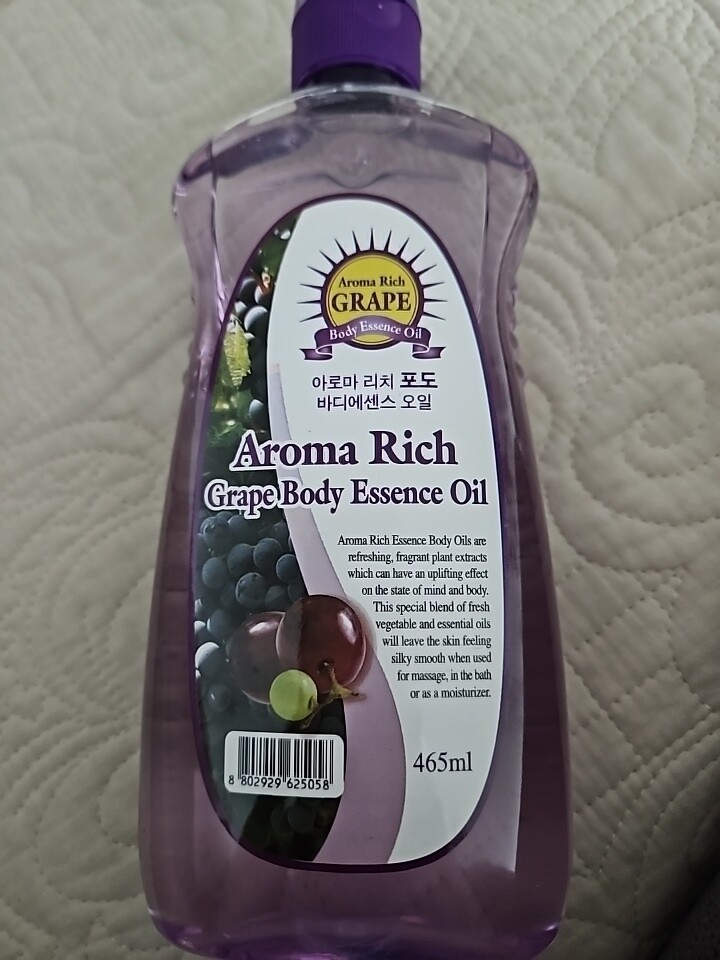 Aroma Rich
GRAPE
Body Essence Oil
아로마 리치 포도
바디에센스 오일
Aroma Rich
Grape Body Essence Oil
Aroma Rich Essence Body Oils are
refreshing, fragrant plant extracts
which can have an uplifting effect
on the state of mind and body.
This special blend of fresh
vegetable and essential oils
will leave the skin feeling
silky smooth when used
for massage, in the bath
or as a moisturizer.
465ml
8 802929 625058